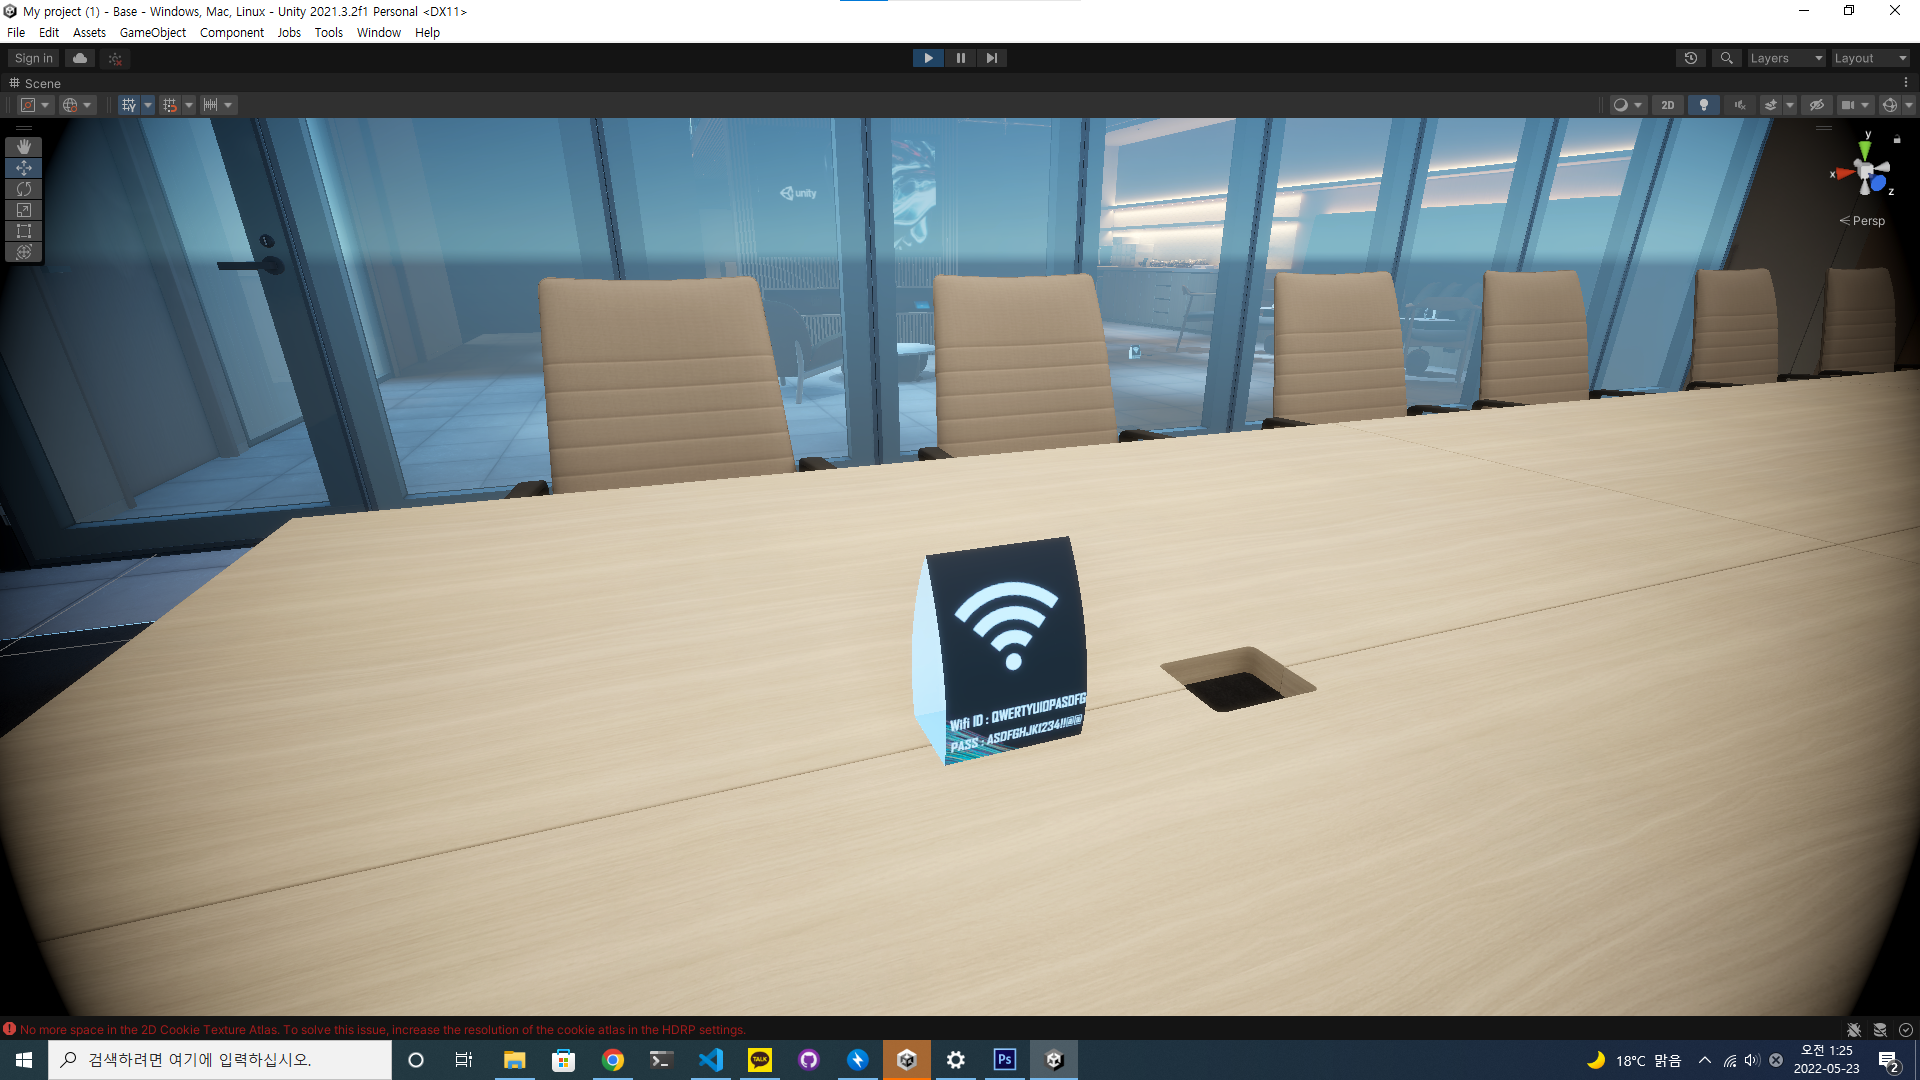 My project (1) - Base - Windows, Mac, Linux - Unity 2021.3.2f1 Personal <DX11>
File Edit Assets GameObject Component Jobs Tools Window Help
Sign in
Layers
Layout
Scene
2D
y
x
z
Persp
unity
Wifi ID : QWERTYUIOPASDFG
PASS : ASDFGHJK1234!!
No more space in the 2D Cookie Texture Atlas. To solve this issue, increase the resolution of the cookie atlas in the HDRP settings.
검색하려면 여기에 입력하십시오.
TALK
Ps
18°C 맑음
오전 1:25
2022-05-23
2